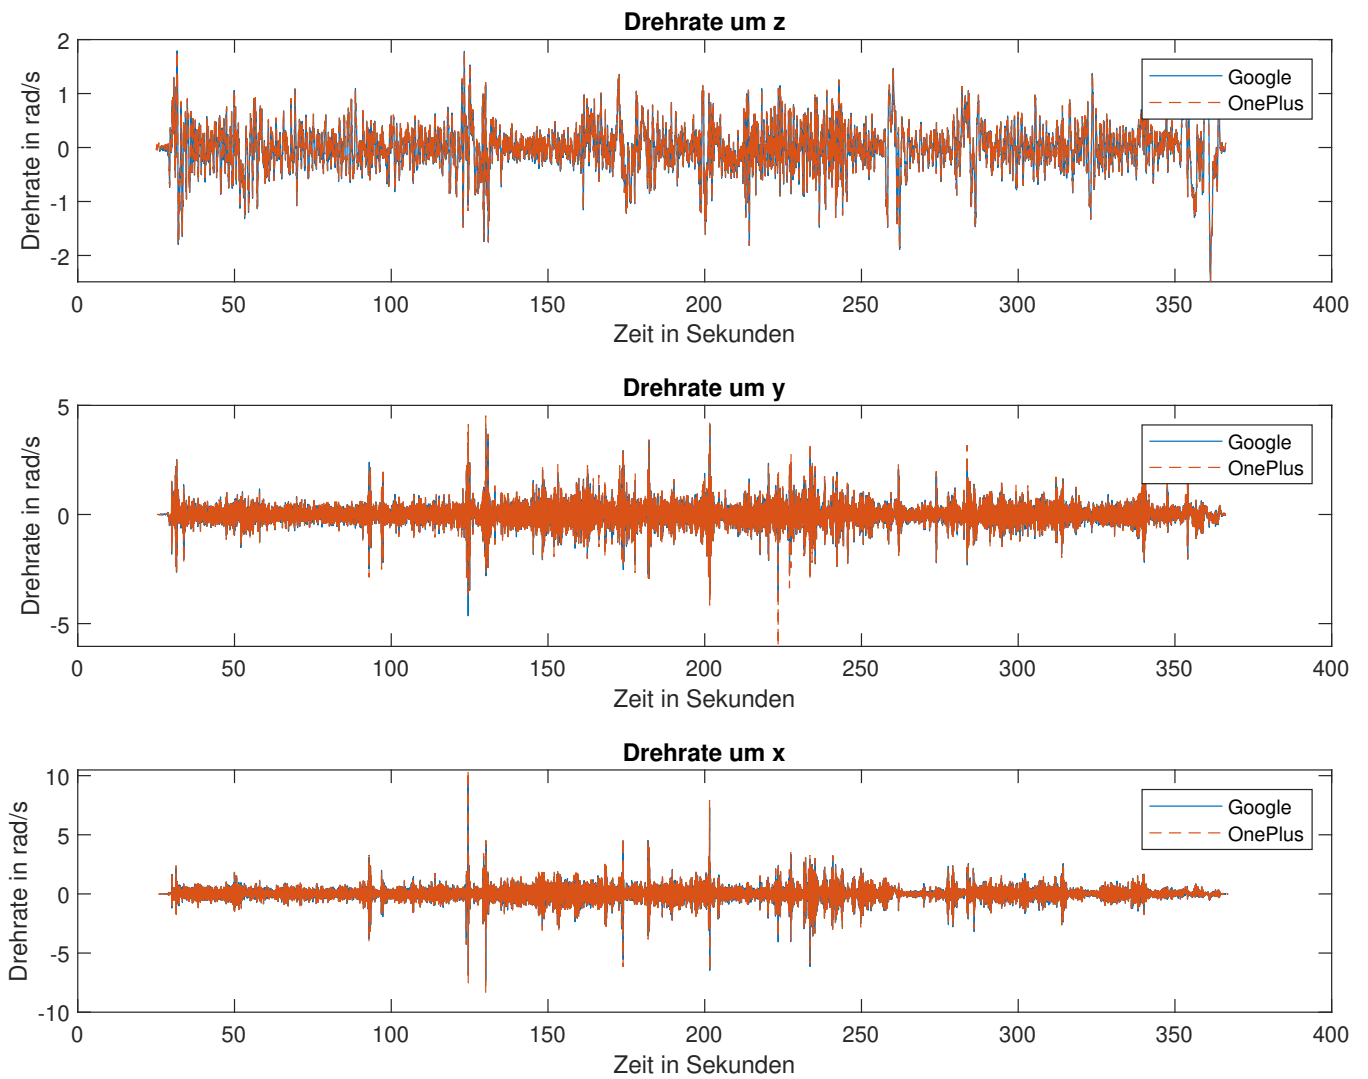 Drehrate um z
Drehrate in rad/s
2
1
0
-1
-2
Google
OnePlus
0 50 100 150 200 250 300 350 400
Zeit in Sekunden
Drehrate um y
Drehrate in rad/s
5
0
-5
Google
OnePlus
0 50 100 150 200 250 300 350 400
Zeit in Sekunden
Drehrate um x
Drehrate in rad/s
10
5
0
-5
-10
Google
OnePlus
0 50 100 150 200 250 300 350 400
Zeit in Sekunden